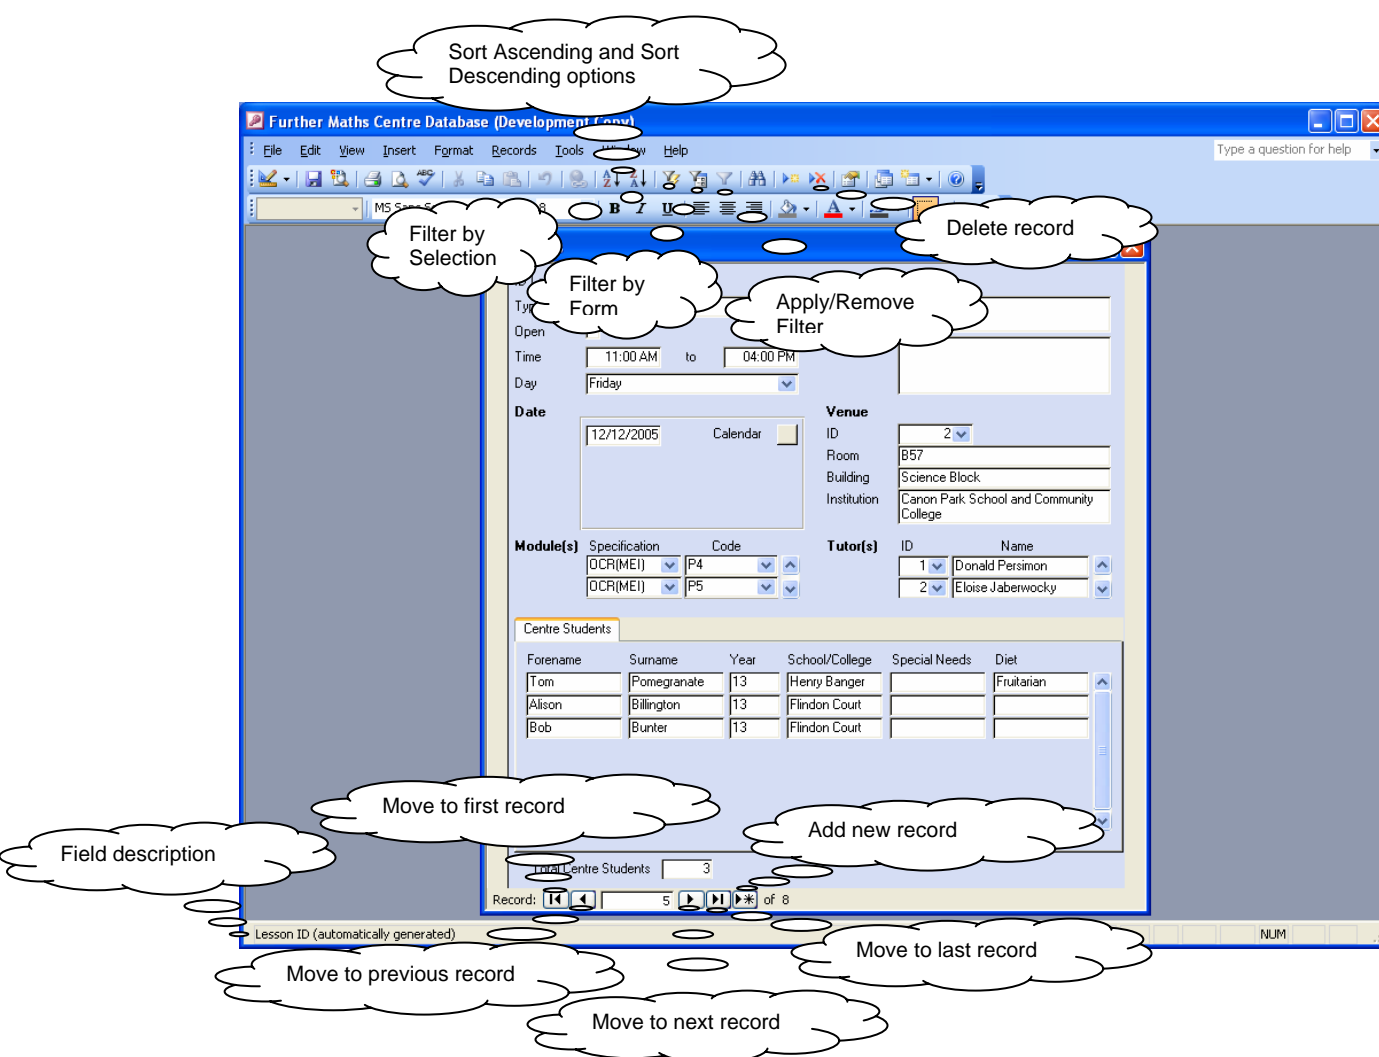 Sort Ascending and Sort
Descending options
Further Maths Centre Database (Development Copy)
File Edit View Insert Format Records Tools Window Help
Type a question for help
MS Sans 8 B I U A
Filter by
Selection
Delete record
Filter by
Form
Apply/Remove
Filter
Open
Time 11:00 AM to 04:00 PM
Day Friday
Date Venue
12/12/2005 Calendar ID 2
Room B57
Building Science Block
Institution Canon Park School and Community
College
Module(s) Specification Code Tutor(s) ID Name
OCR(MEI) P4 1 Donald Persimon
OCR(MEI) P5 2 Eloise Jaberwocky
Centre Students
Forename Surname Year School/College Special Needs Diet
Tom Pomegranate 13 Henry Banger Fruitarian
Alison Billington 13 Flindon Court
Bob Bunter 13 Flindon Court
Move to first record
Add new record
Field description
Total Centre Students 3
Record: 5 of 8
Lesson ID (automatically generated) NUM
Move to last record
Move to previous record
Move to next record